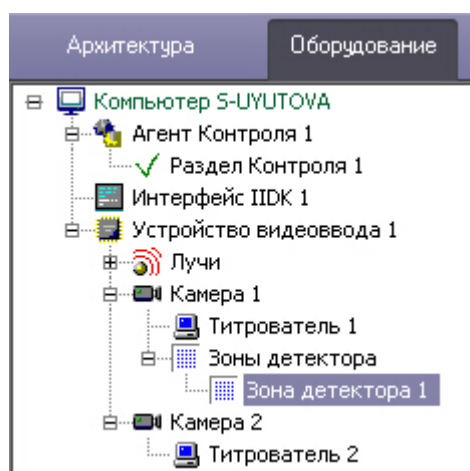 Архитектура Оборудование
Компьютер S-UYUTOVA
Агент Контроля 1
Раздел Контроля 1
Интерфейс IIDK 1
Устройство видеоввода 1
Лучи
Камера 1
Титрователь 1
Зоны детектора
Зона детектора 1
Камера 2
Титрователь 2